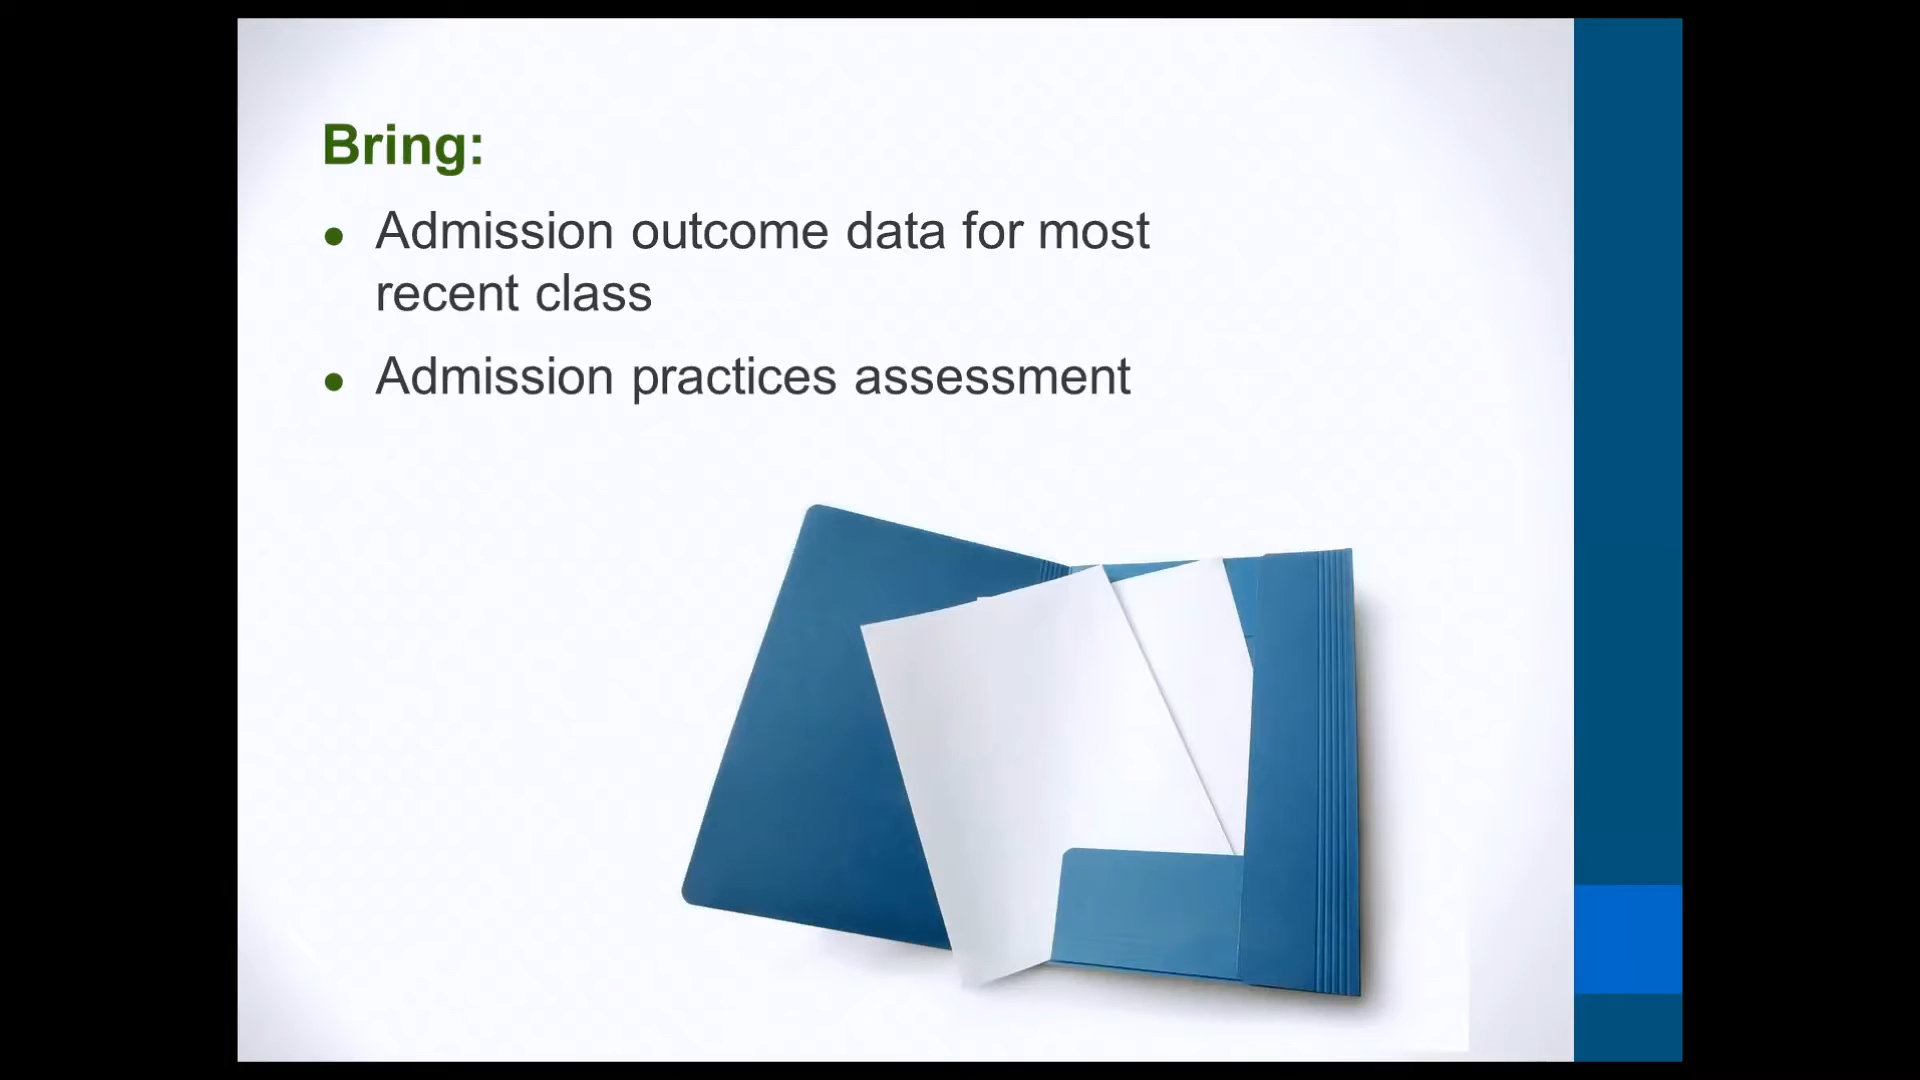 Bring:
● Admission outcome data for most
recent class
● Admission practices assessment